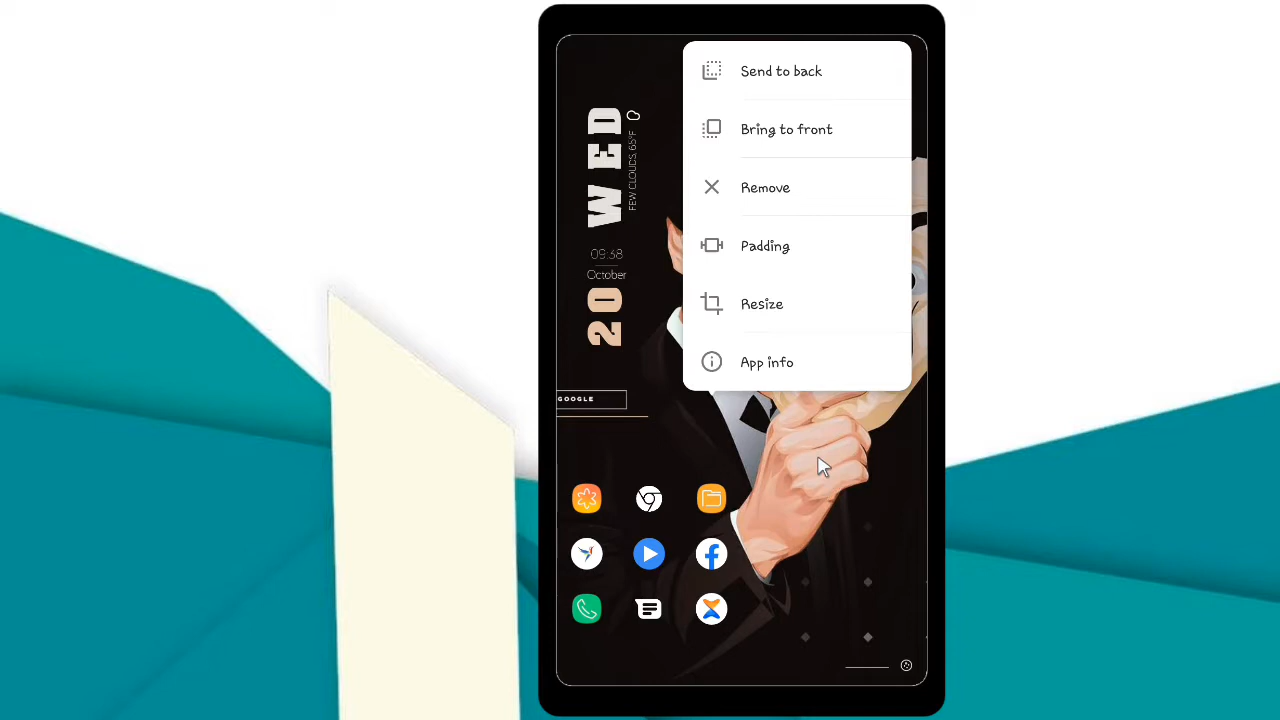 Send to back
Bring to front
Remove
Padding
Resize
App info
WED
FEW CLOUDS, 65°F
09:38
October
20
GOOGLE